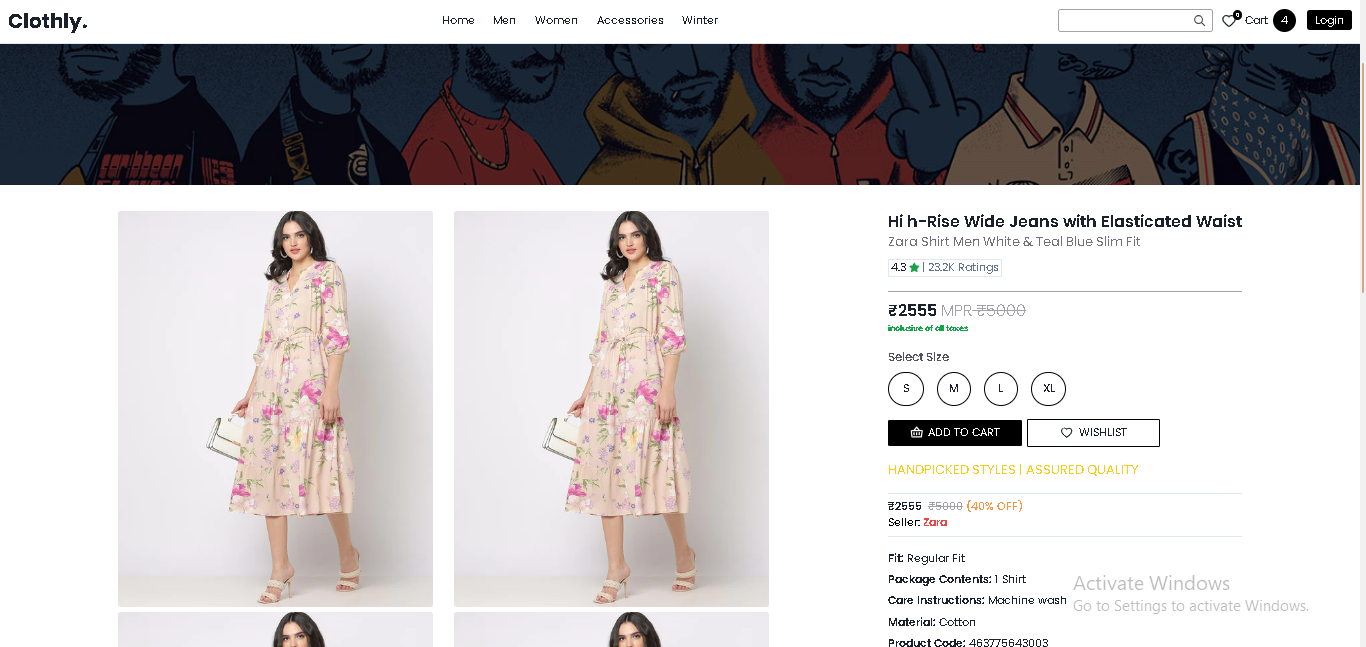 Clothly.
Home Men Women Accessories Winter
0 Cart 4 Login
Hi h-Rise Wide Jeans with Elasticated Waist
Zara Shirt Men White & Teal Blue Slim Fit
4.3 ★ | 23.2K Ratings
₹2555 MPR ₹5000
inclusive of all taxes
Select Size
S M L XL
ADD TO CART WISHLIST
HANDPICKED STYLES | ASSURED QUALITY
₹2555 ₹5000 (40% OFF)
Seller: Zara
Fit: Regular Fit
Package Contents: 1 Shirt
Care Instructions: Machine wash
Material: Cotton
Product Code: 463775643003
Activate Windows
Go to Settings to activate Windows.